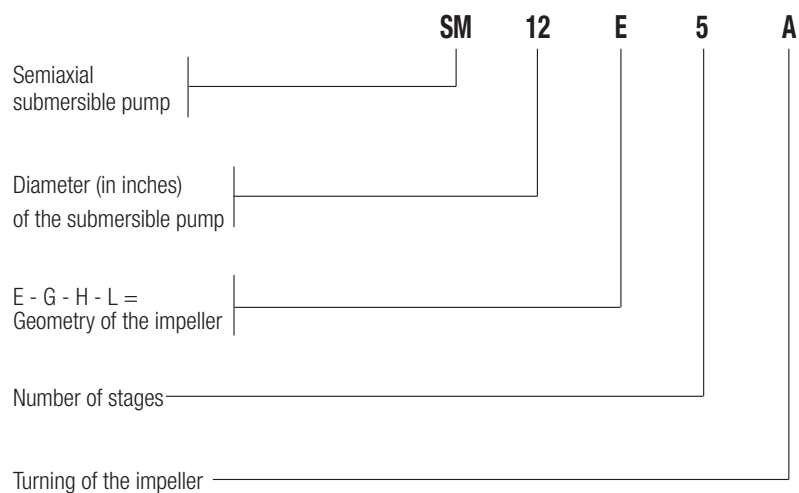 SM 12 E 5 A
Semiaxial
submersible pump
Diameter (in inches)
of the submersible pump
E - G - H - L =
Geometry of the impeller
Number of stages
Turning of the impeller